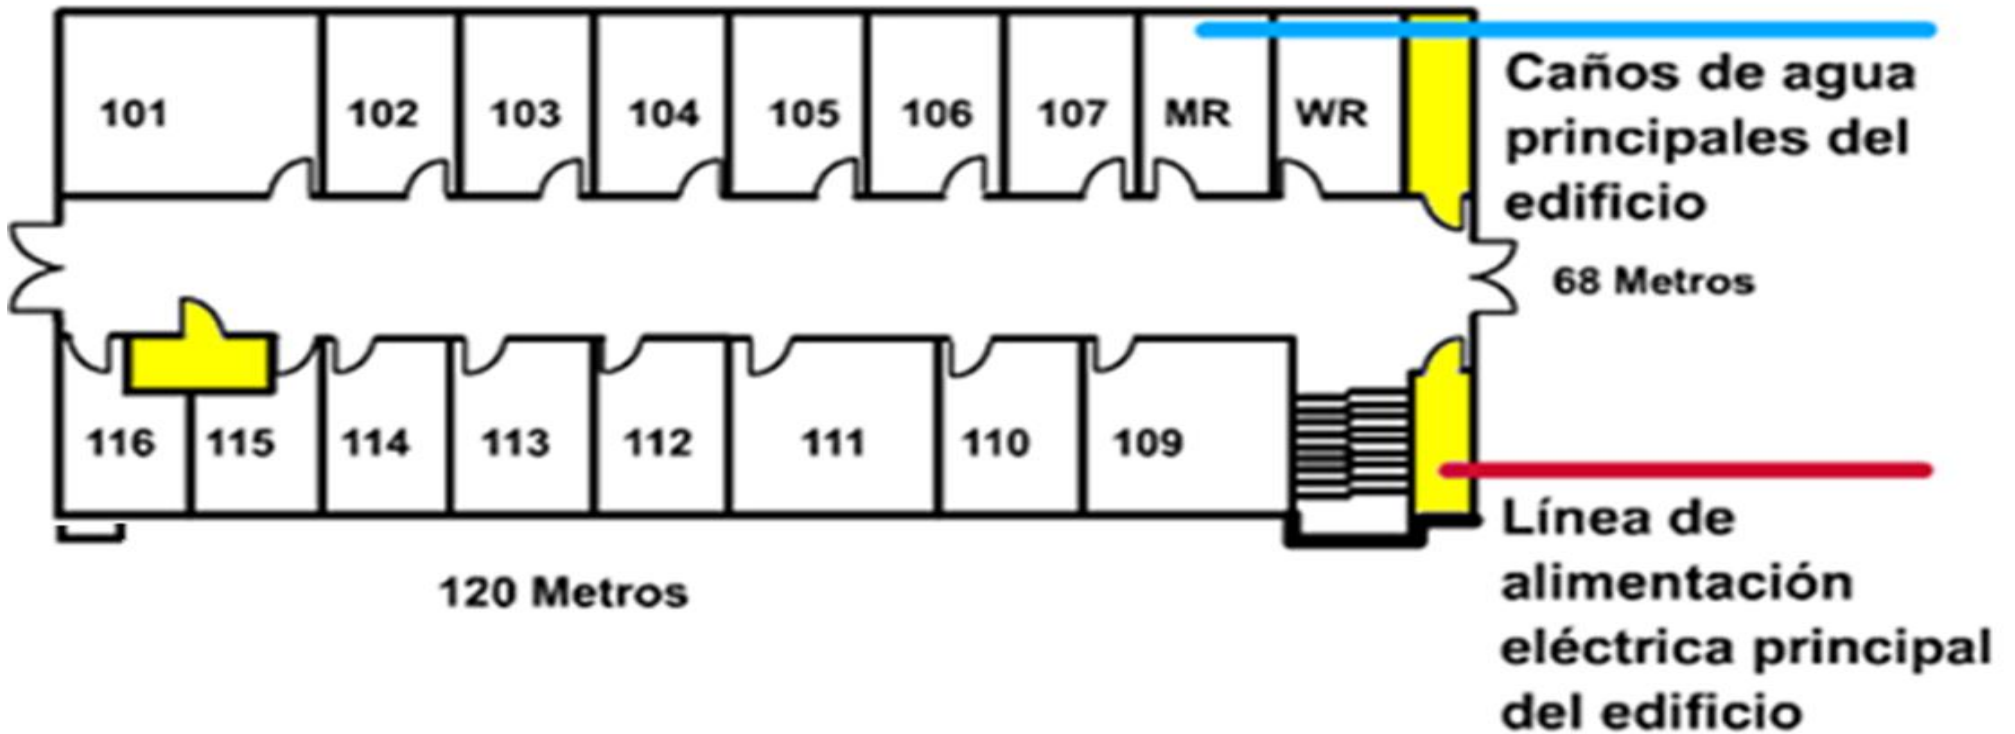 101
102
103
104
105
106
107
MR
WR
Caños de agua
principales del
edificio
68 Metros
116
115
114
113
112
111
110
109
Línea de
alimentación
eléctrica principal
del edificio
120 Metros